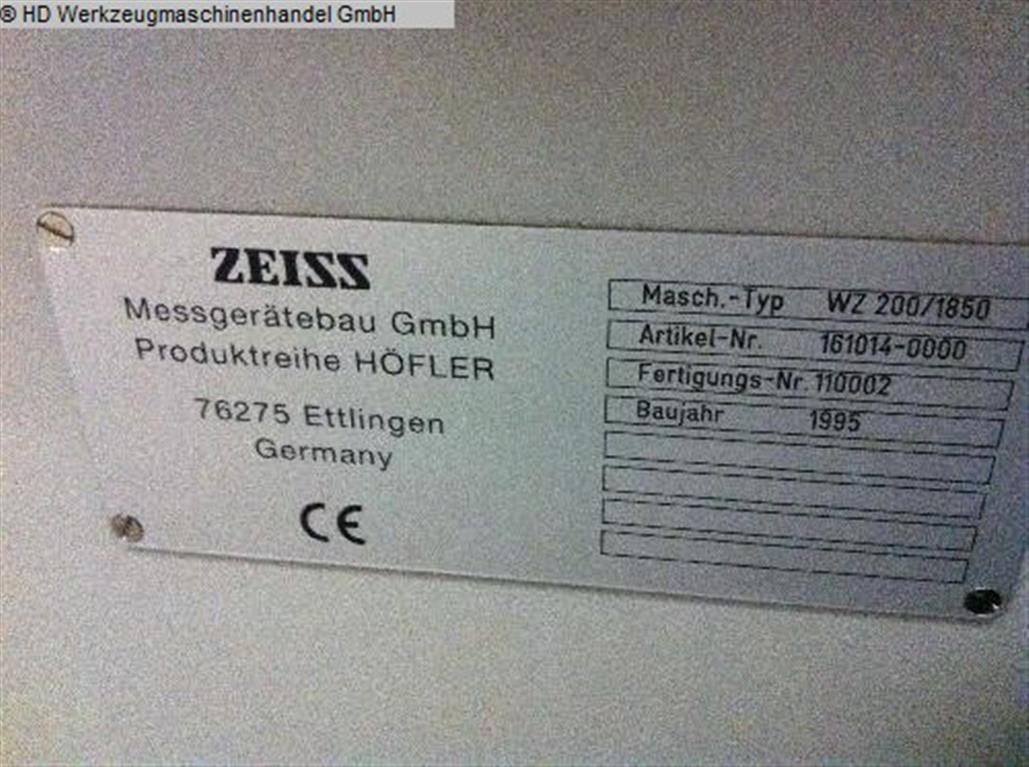 ® HD Werkzeugmaschinenhandel GmbH
ZEISS
Messgerätebau GmbH
Produktreihe HÖFLER
76275 Ettlingen
Germany
CE
Masch.-Typ WZ 200/1850
Artikel-Nr. 161014-0000
Fertigungs-Nr. 110002
Baujahr 1995